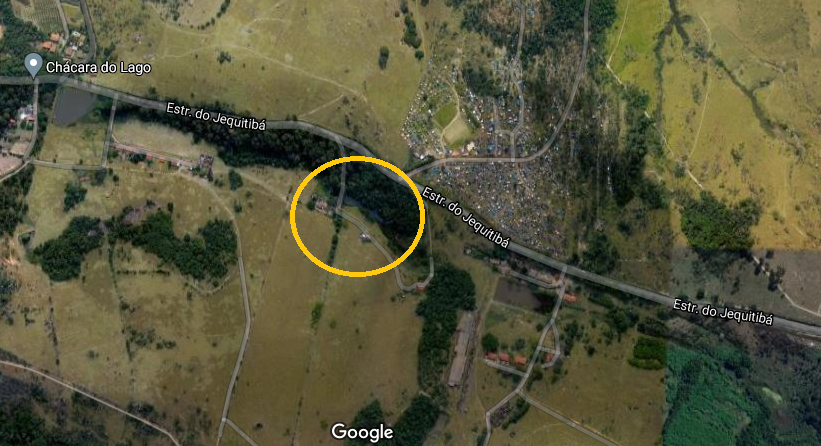 Chácara do Lago
Estr. do Jequitibá
Estr. do Jequitibá
Estr. do Jequitibá
Google